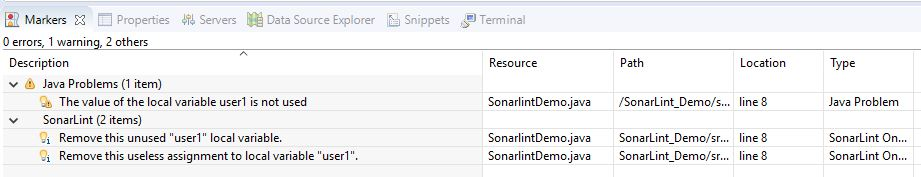 Markers Properties Servers Data Source Explorer Snippets Terminal
0 errors, 1 warning, 2 others
Description Resource Path Location Type
Java Problems (1 item)
The value of the local variable user1 is not used SonarlintDemo.java /SonarLint_Demo/s... line 8 Java Problem
SonarLint (2 items)
Remove this unused "user1" local variable. SonarlintDemo.java SonarLint_Demo/sr... line 8 SonarLint On...
Remove this useless assignment to local variable "user1". SonarlintDemo.java SonarLint_Demo/sr... line 8 SonarLint On...